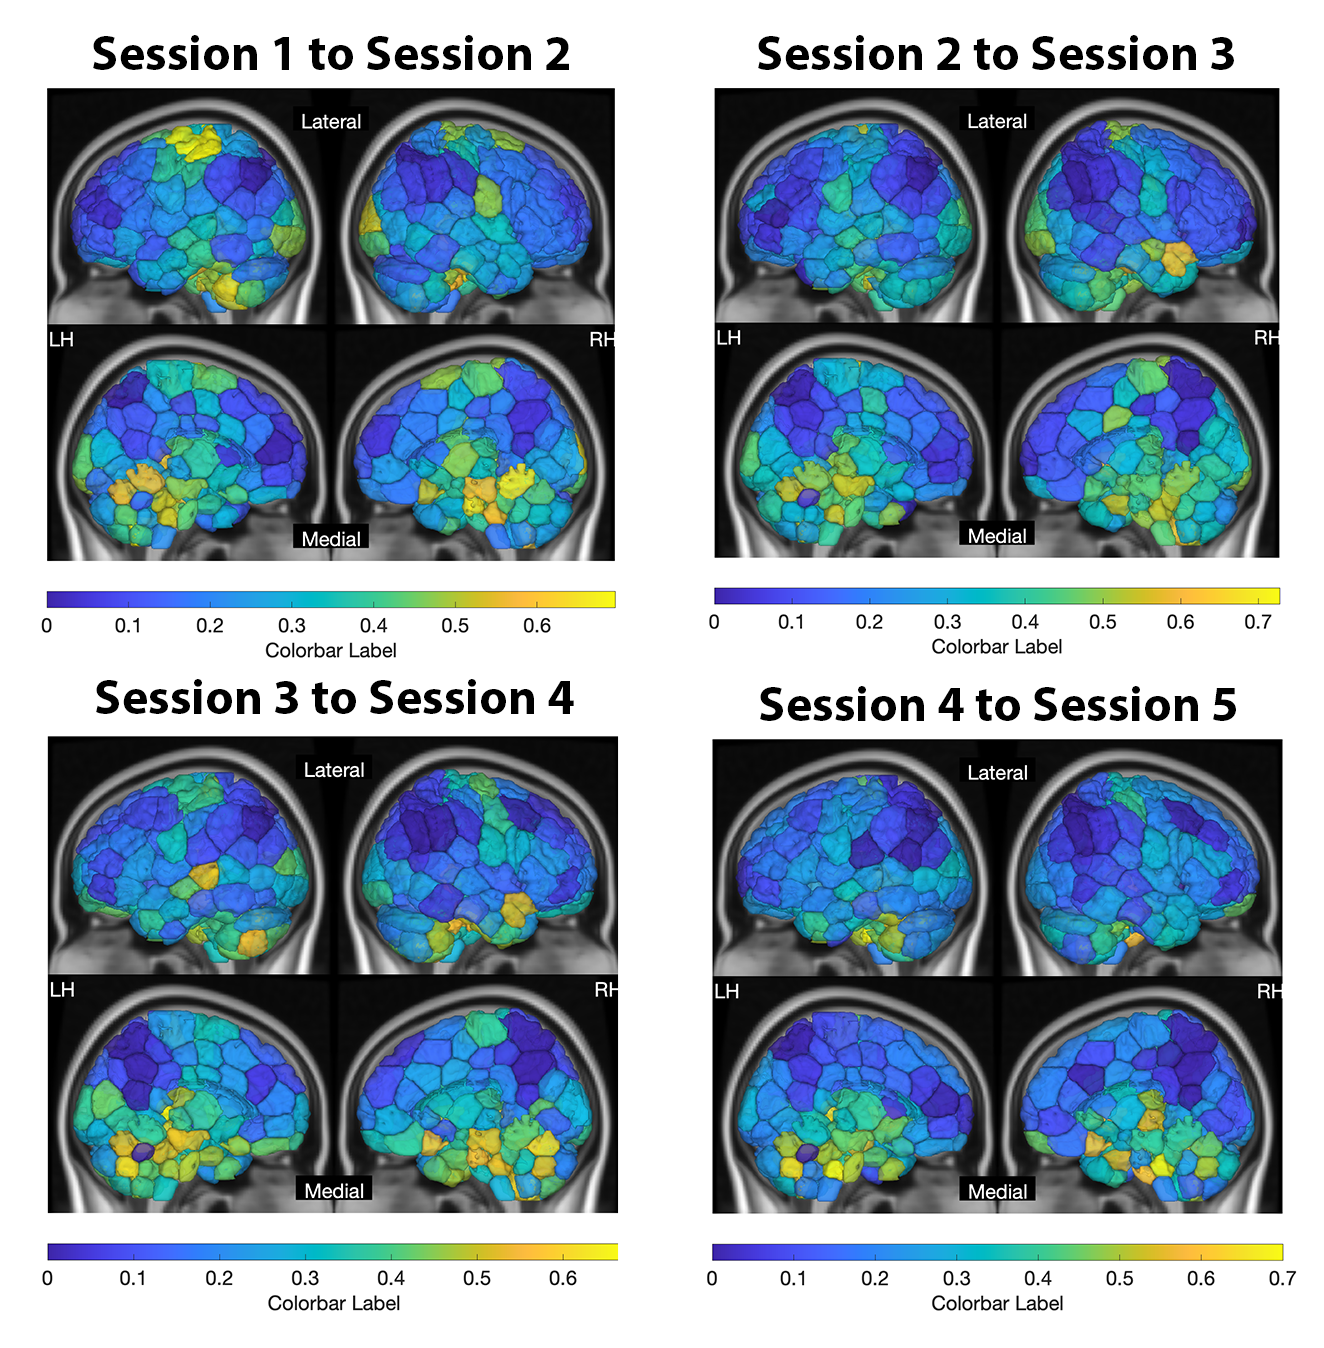 Session 1 to Session 2
Lateral
LH
RH
Medial
0 0.1 0.2 0.3 0.4 0.5 0.6
Colorbar Label
Session 2 to Session 3
Lateral
LH
RH
Medial
0 0.1 0.2 0.3 0.4 0.5 0.6 0.7
Colorbar Label
Session 3 to Session 4
Lateral
LH
RH
Medial
0 0.1 0.2 0.3 0.4 0.5 0.6
Colorbar Label
Session 4 to Session 5
Lateral
LH
RH
Medial
0 0.1 0.2 0.3 0.4 0.5 0.6 0.7
Colorbar Label